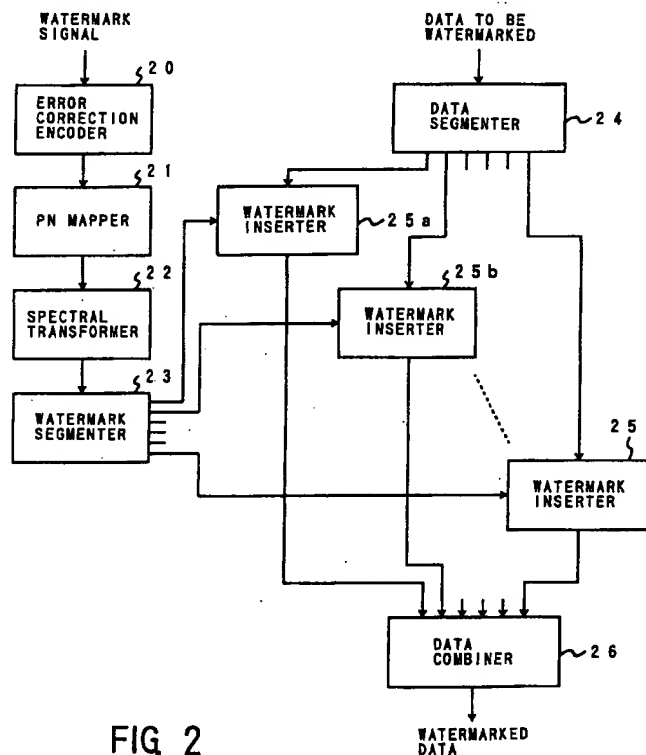 WATERMARK
SIGNAL
20
ERROR
CORRECTION
ENCODER
21
PN MAPPER
22
SPECTRAL
TRANSFORMER
23
WATERMARK
SEGMENTER
DATA TO BE
WATERMARKED
DATA
SEGMENTER
24
WATERMARK
INSERTER
25a
25b
WATERMARK
INSERTER
25
WATERMARK
INSERTER
DATA
COMBINER
26
WATERMARKED
DATA
FIG. 2